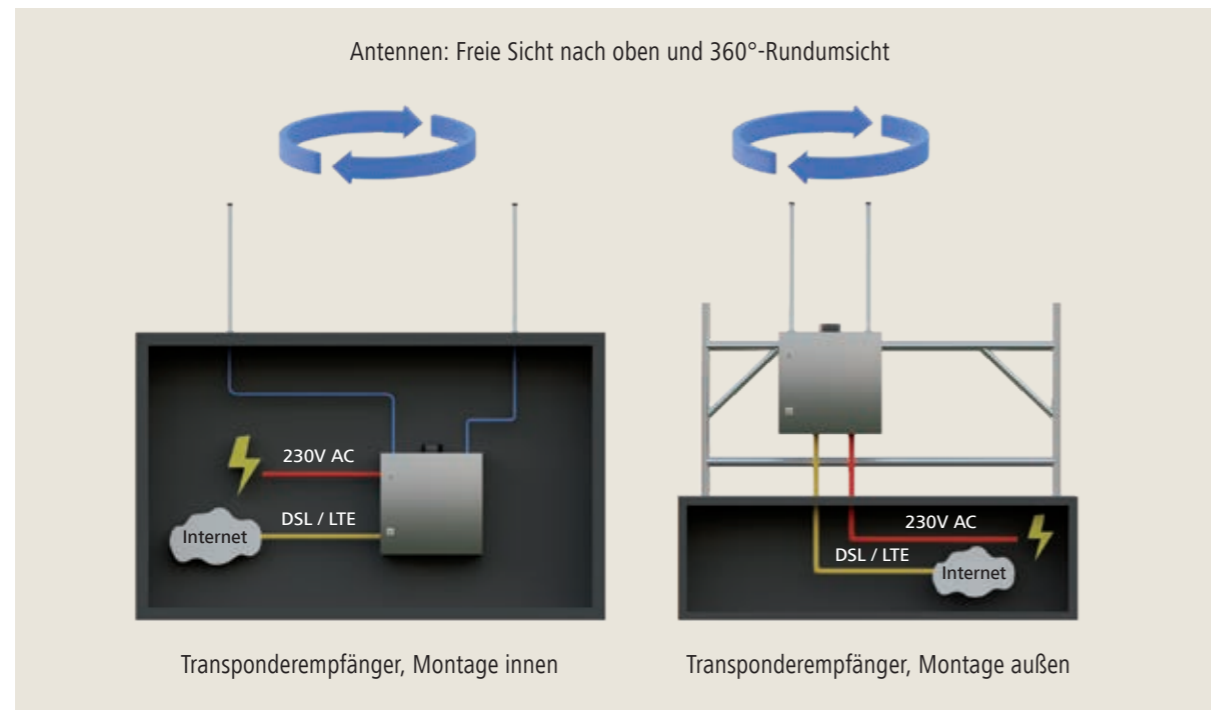 Antennen: Freie Sicht nach oben und 360°-Rundumsicht
230V AC
DSL / LTE
Internet
230V AC
DSL / LTE
Internet
Transponderempfänger, Montage innen
Transponderempfänger, Montage außen